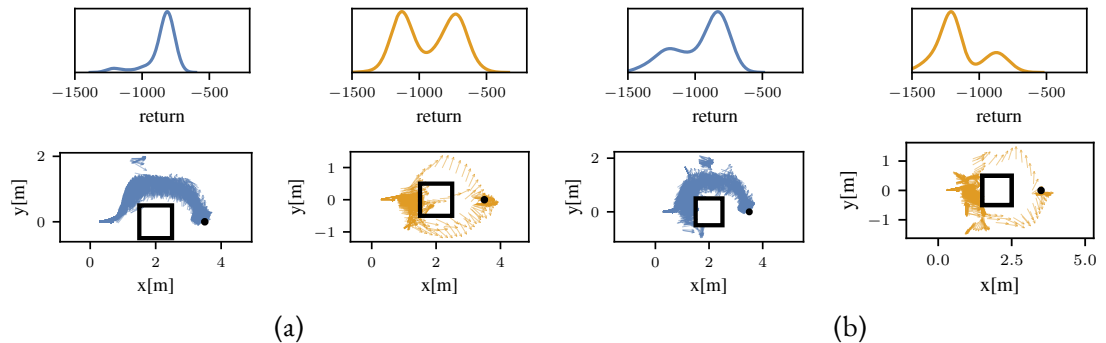 −1500 −1000 −500 −1500 −1000 −500 −1500 −1000 −500 −1500 −1000 −500
return return return return
y[m] 2 0 y[m] 1 0 −1 y[m] 2 0 y[m] 1 0 −1
0 2 4 0 2 4 0 2 4 0.0 2.5 5.0
x[m] x[m] x[m] x[m]
(a) (b)